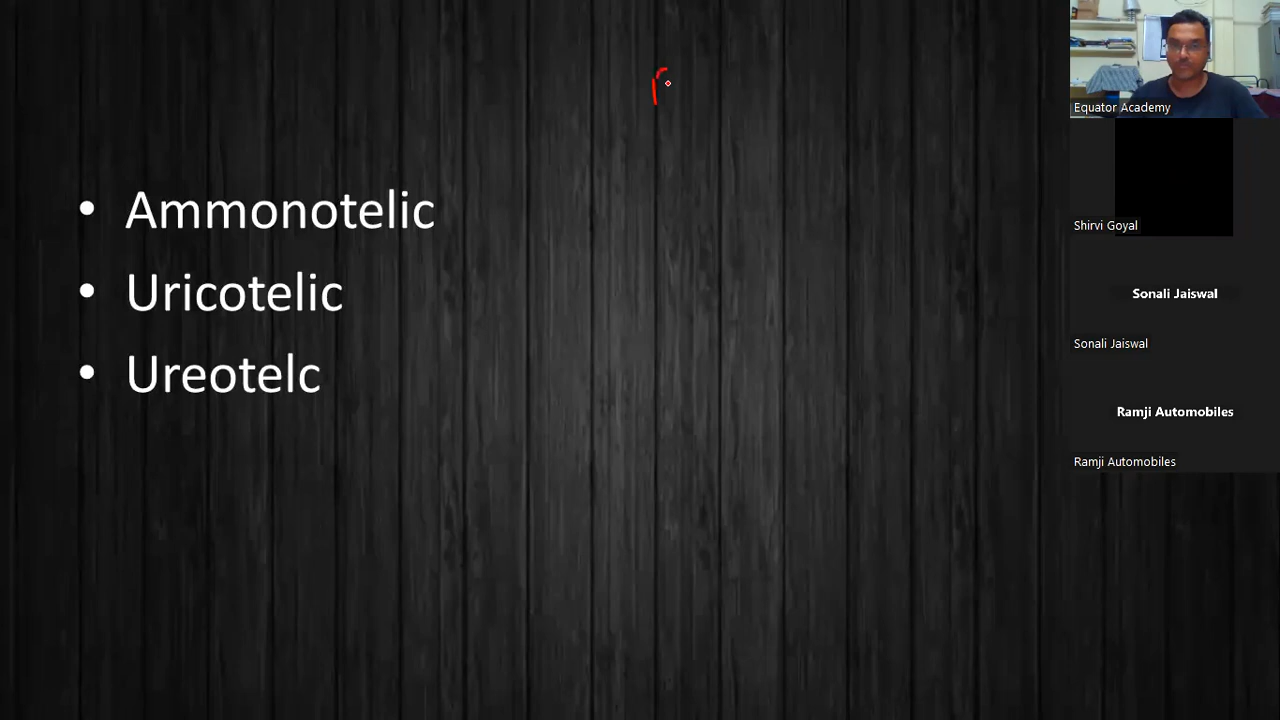 Equator Academy
• Ammonotelic
Shirvi Goyal
• Uricotelic
Sonali Jaiswal
Sonali Jaiswal
• Ureotelc
Ramji Automobiles
Ramji Automobiles